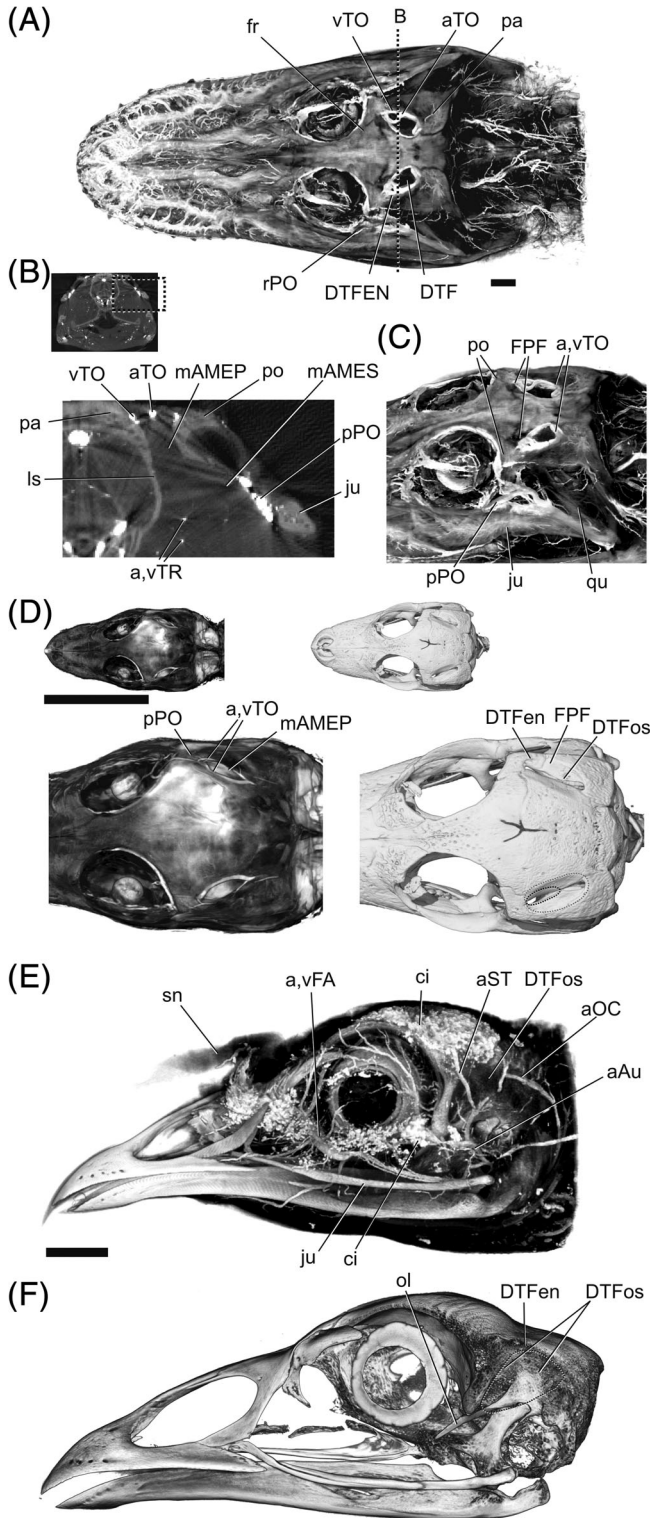 (A)
fr
vTO
B
aTO
pa
rPO
DTFEN
DTF
(B)
vTO
aTO
mAMEP
po
mAMES
pa
pPO
ls
ju
a,vTR
(C)
po
FPF
a,vTO
pPO
ju
qu
(D)
pPO
a,vTO
mAMEP
DTFen
FPF
DTFos
(E)
sn
a,vFA
ci
aST
DTFos
aOC
aAu
ju
ci
(F)
ol
DTFen
DTFos